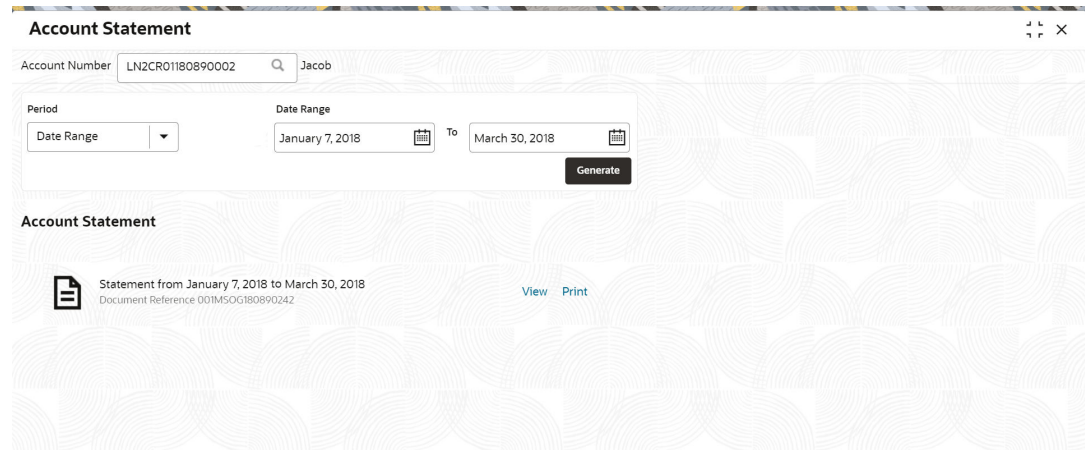 Account Statement
Account Number LN2CR01180890002 Jacob
Period Date Range
Date Range January 7, 2018 To March 30, 2018
Generate
Account Statement
Statement from January 7, 2018 to March 30, 2018
Document Reference 001MSOG180890242
View Print